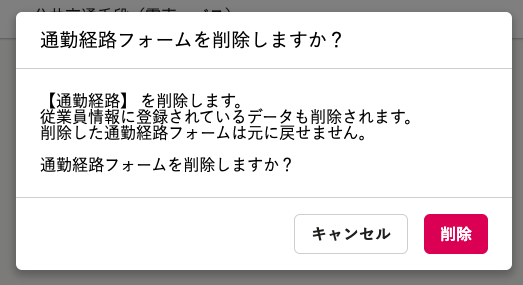 通勤経路フォームを削除しますか？
【通勤経路】 を削除します。
従業員情報に登録されているデータも削除されます。
削除した通勤経路フォームは元に戻せません。
通勤経路フォームを削除しますか？
キャンセル
削除